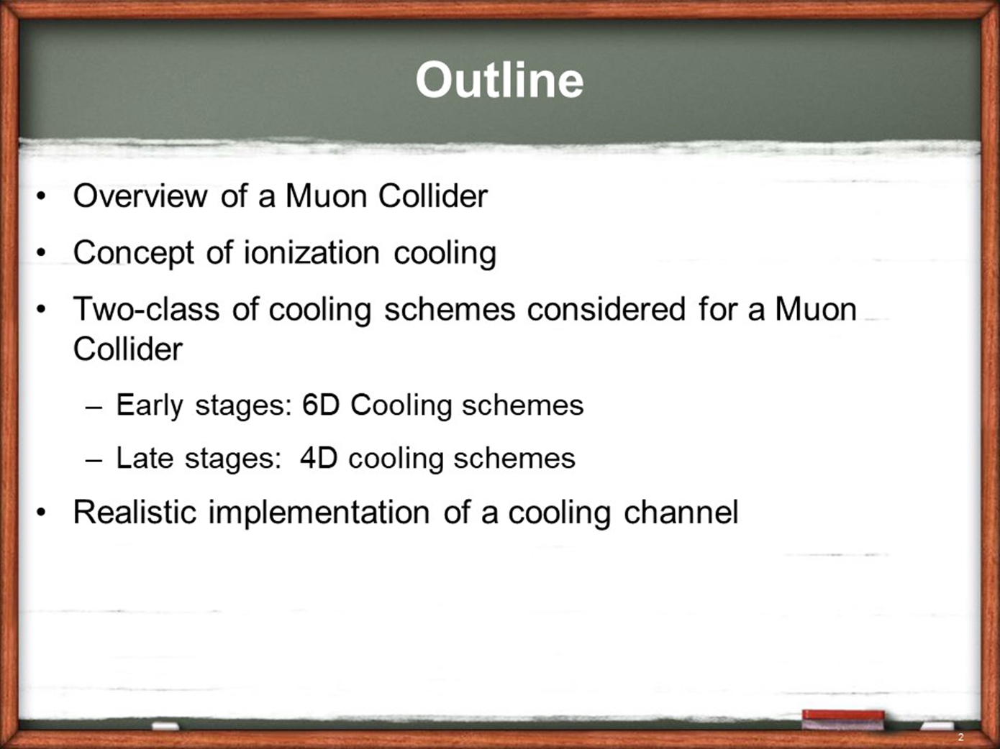 Outline
• Overview of a Muon Collider
• Concept of ionization cooling
• Two-class of cooling schemes considered for a Muon
Collider
– Early stages: 6D Cooling schemes
– Late stages: 4D cooling schemes
• Realistic implementation of a cooling channel
2